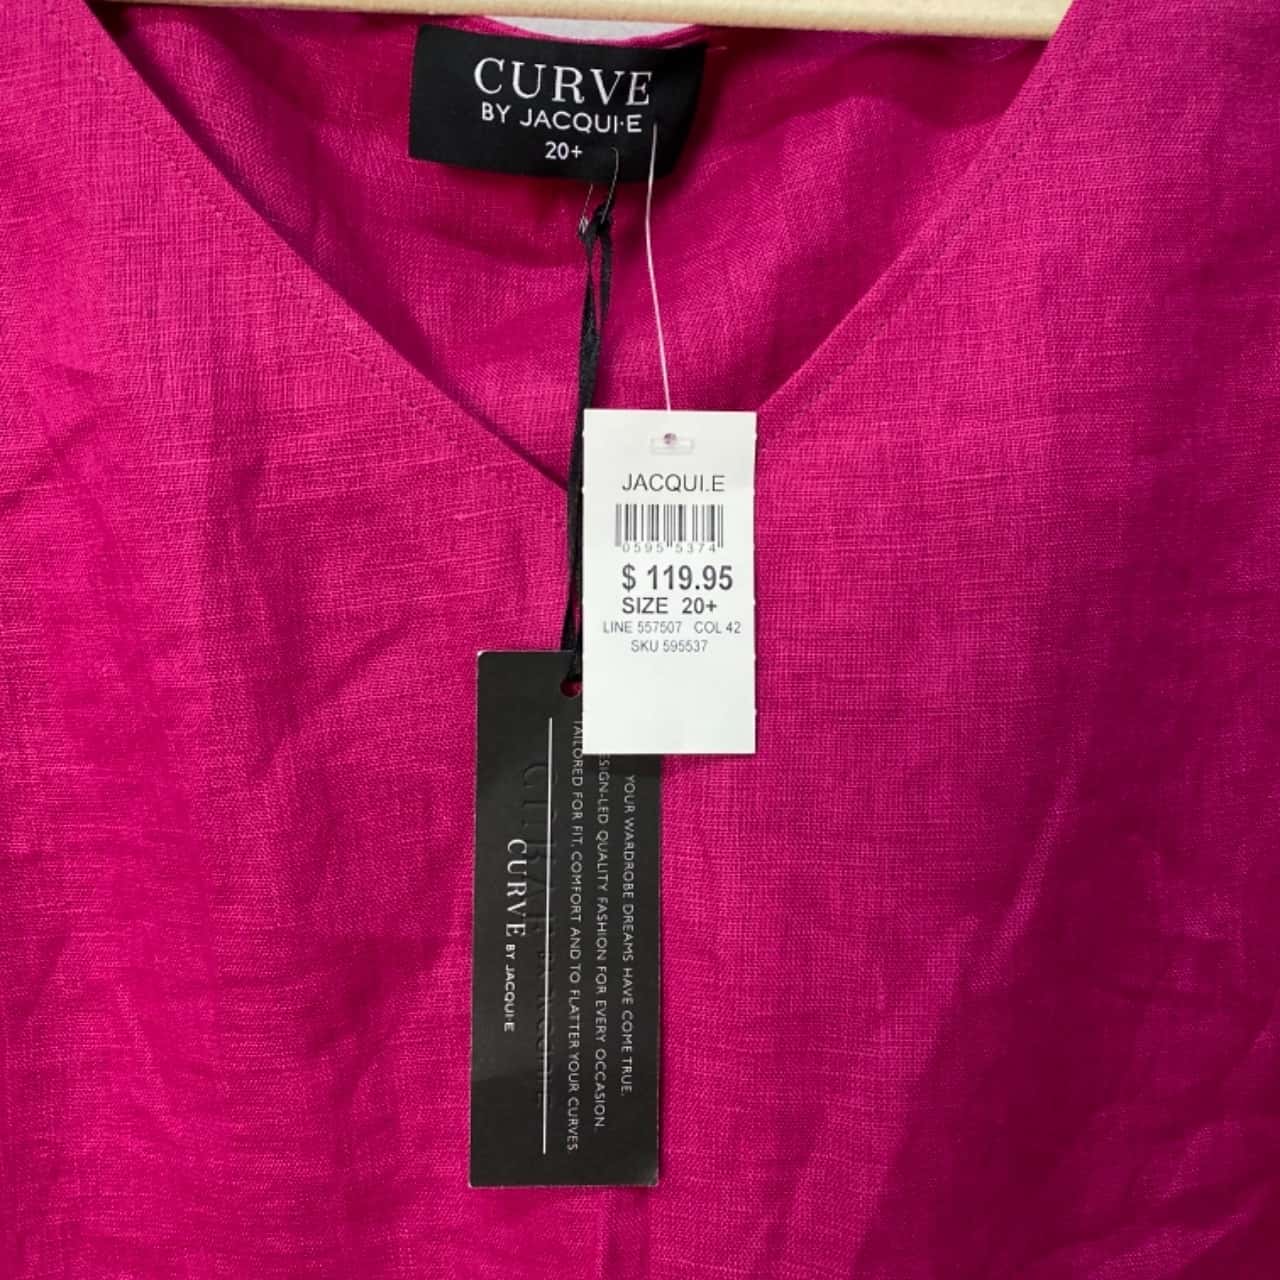 CURVE
BY JACQUI·E
20+
JACQUI.E
0595 5374
$ 119.95
SIZE 20+
LINE 557507 COL 42
SKU 595537
YOUR WARDROBE DREAMS HAVE COME TRUE.
ESIGN-LED QUALITY FASHION FOR EVERY OCCASION.
TAILORED FOR FIT, COMFORT AND TO FLATTER YOUR CURVES
CURVE BY JACQUI·E